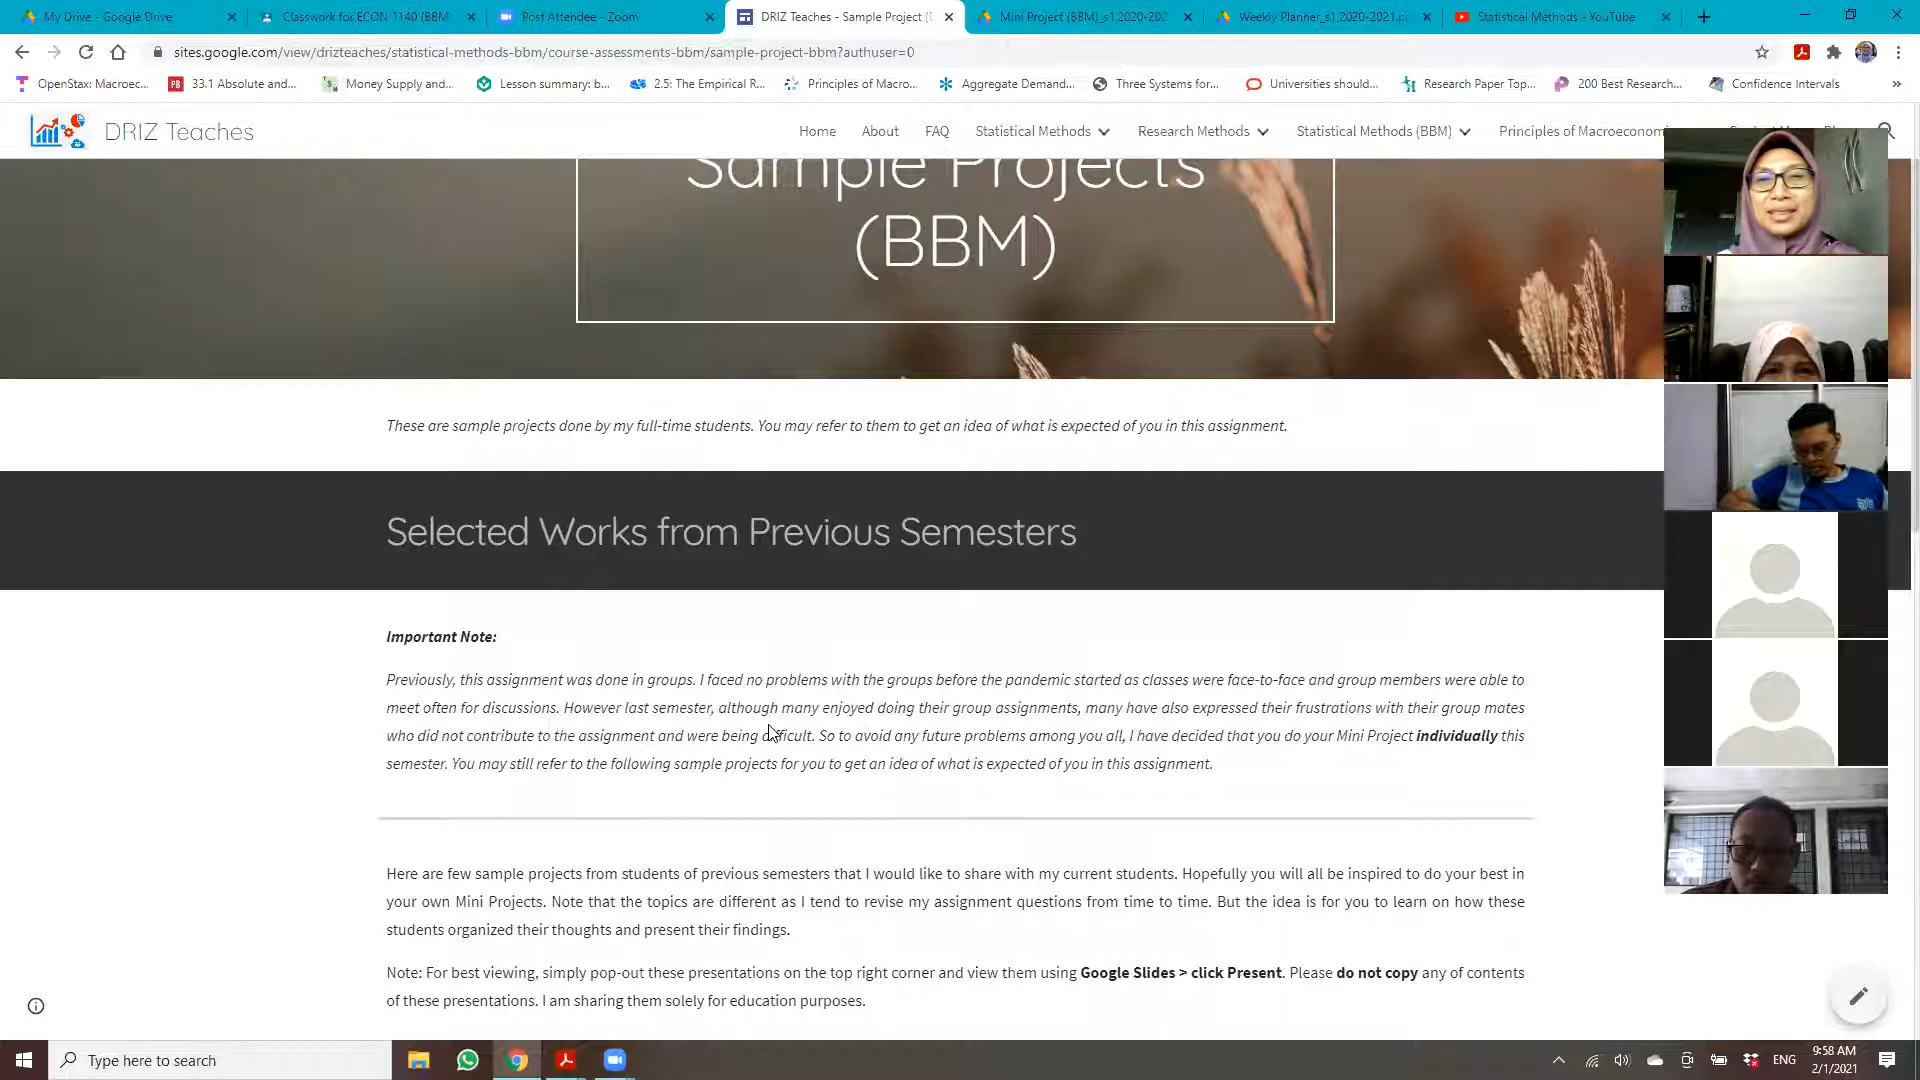 My Drive - Google Drive
Classwork for ECON 1140 (BBM
Post Attendee - Zoom
DRIZ Teaches - Sample Project (
Mini Project (BBM)_s1,2020-202
Weekly Planner_s1,2020-2021.
Statistical Methods - YouTube
sites.google.com/view/drizteaches/statistical-methods-bbm/course-assessments-bbm/sample-project-bbm?authuser=0
OpenStax: Macroec...
33.1 Absolute and...
Money Supply and...
Lesson summary: b...
2.5: The Empirical R...
Principles of Macro...
Aggregate Demand...
Three Systems for...
Universities should...
Research Paper Top...
200 Best Research...
Confidence Intervals
DRIZ Teaches
Home
About
FAQ
Statistical Methods
Research Methods
Statistical Methods (BBM)
Principles of Macroeconomi
Sample Projects
(BBM)
These are sample projects done by my full-time students. You may refer to them to get an idea of what is expected of you in this assignment.
Selected Works from Previous Semesters
Important Note:
Previously, this assignment was done in groups. I faced no problems with the groups before the pandemic started as classes were face-to-face and group members were able to
meet often for discussions. However last semester, although many enjoyed doing their group assignments, many have also expressed their frustrations with their group mates
who did not contribute to the assignment and were being difficult. So to avoid any future problems among you all, I have decided that you do your Mini Project individually this
semester. You may still refer to the following sample projects for you to get an idea of what is expected of you in this assignment.
Here are few sample projects from students of previous semesters that I would like to share with my current students. Hopefully you will all be inspired to do your best in
your own Mini Projects. Note that the topics are different as I tend to revise my assignment questions from time to time. But the idea is for you to learn on how these
students organized their thoughts and present their findings.
Note: For best viewing, simply pop-out these presentations on the top right corner and view them using Google Slides > click Present. Please do not copy any of contents
of these presentations. I am sharing them solely for education purposes.
Type here to search
ENG
9:58 AM
2/1/2021